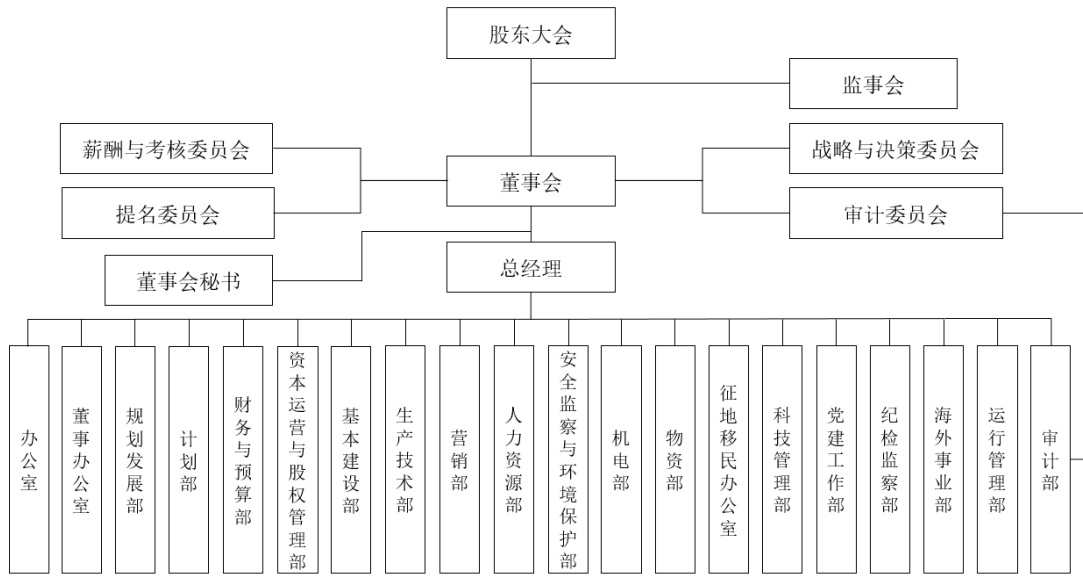 股东大会
监事会
薪酬与考核委员会
战略与决策委员会
董事会
提名委员会
审计委员会
董事会秘书
总经理
办公室
董事办公室
规划发展部
计划部
财务与预算部
资本运营与股权管理部
基本建设部
生产技术部
营销部
人力资源部
安全监察与环境保护部
机电部
物资部
征地移民办公室
科技管理部
党建工作部
纪检监察部
海外事业部
运行管理部
审计部